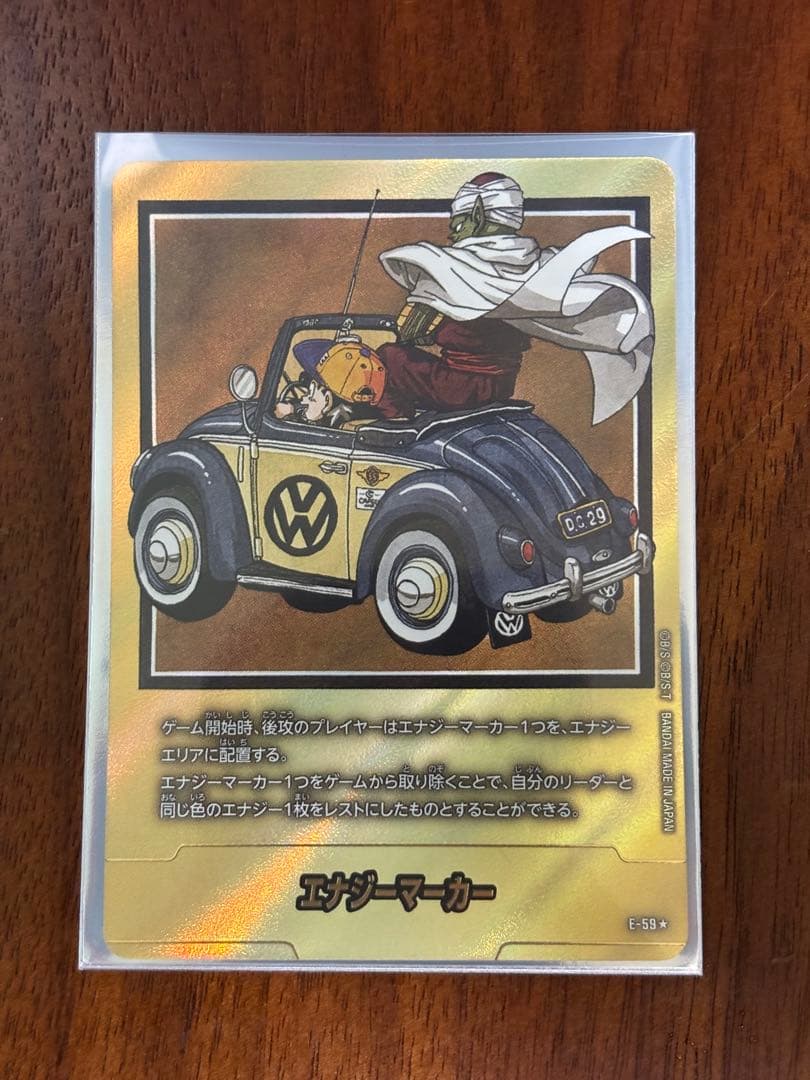 D.C.29
ゲーム開始時、後攻のプレイヤーはエナジーマーカー1つを、エナジー
エリアに配置する。
エナジーマーカー1つをゲームから取り除くことで、自分のリーダーと
同じ色のエナジー1枚をレストにしたものとすることができる。
エナジーマーカー
E-59★
©B/S ©B/S.T BANDAI MADE IN JAPAN